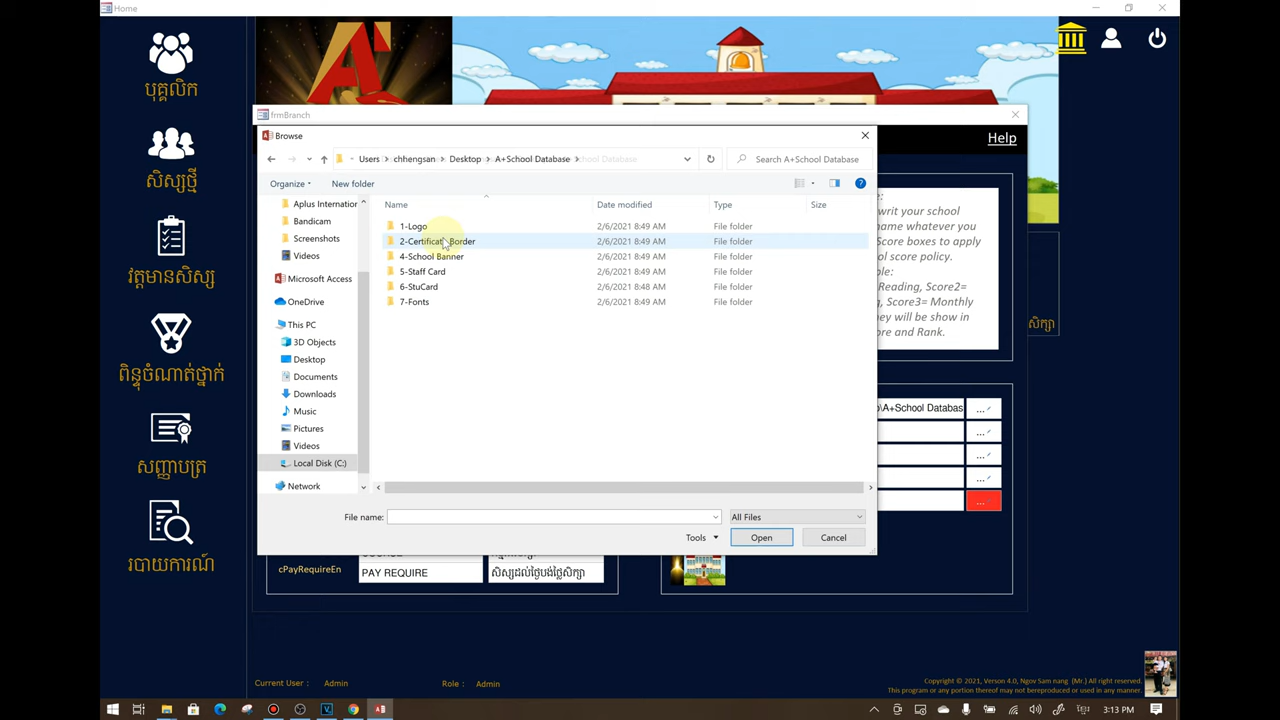 Home
បុគ្គលិក
សិស្សថ្មី
វត្តមានសិស្ស
ពិន្ទុចំណាត់ថ្នាក់
សញ្ញាបត្រ
របាយការណ៍
frmBranch
Help
Browse
Users › chhengsan › Desktop › A+School Database ›
Search A+School Database
Organize
New folder
Name
Date modified
Type
Size
Aplus Internation
Bandicam
Screenshots
Videos
Microsoft Access
OneDrive
This PC
3D Objects
Desktop
Documents
Downloads
Music
Pictures
Videos
Local Disk (C:)
Network
1-Logo 2/6/2021 8:49 AM File folder
2-Certificate Border 2/6/2021 8:49 AM File folder
4-School Banner 2/6/2021 8:49 AM File folder
5-Staff Card 2/6/2021 8:49 AM File folder
6-StuCard 2/6/2021 8:48 AM File folder
7-Fonts 2/6/2021 8:49 AM File folder
File name:
All Files
Tools
Open
Cancel
writ your school
name whatever you
Score boxes to apply
score policy.
Reading, Score2=
g, Score3= Monthly
ey will be show in
ore and Rank.
សិក្សា
\A+School Databas
cPayRequireEn
PAY REQUIRE
សិស្សដល់ថ្ងៃបង់ថ្លៃសិក្សា
Current User : Admin
Role : Admin
Copyright © 2021, Verson 4.0, Ngov Sam nang (Mr.) All right reserved.
This program or any portion thereof may not bereproduced or used in any manner.
3:13 PM